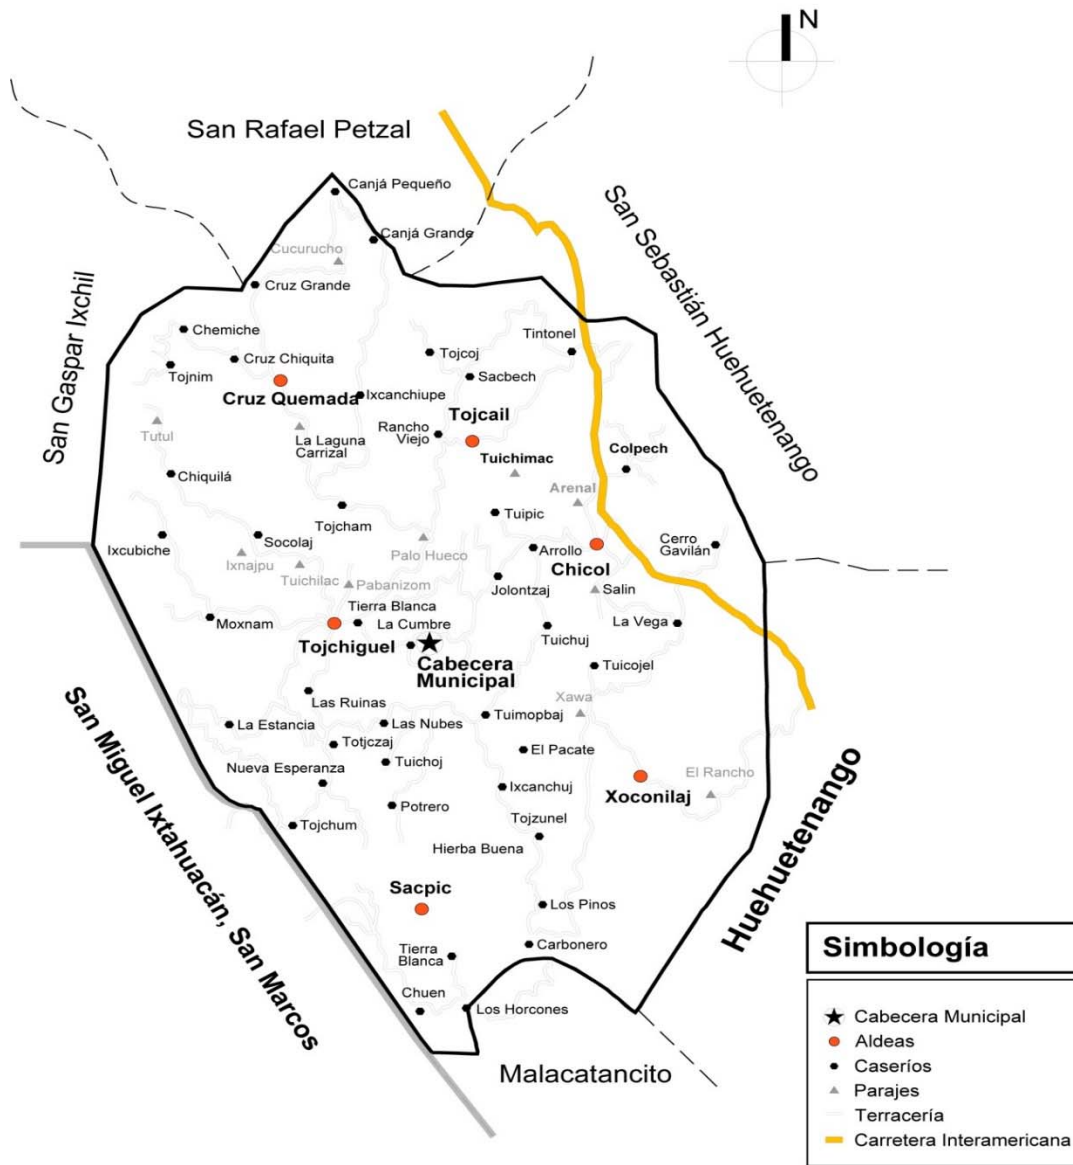 N
San Rafael Petzal
Canjá Pequeño
Canjá Grande
Cucurucho
Cruz Grande
San Sebastián Huehuetenango
San Gaspar Ixchil
Chemiche
Tintonel
Cruz Chiquita
Tojcoj
Tojnim
Sacbech
Cruz Quemada
Ixcanchiupe
Tojcail
Rancho
Viejo
Tutul
La Laguna
Carrizal
Tuichimac
Colpech
Chiquilá
Arenal
Tojcham
Tuipic
Ixcubiche
Socolaj
Palo Hueco
Arrollo
Cerro
Gavilán
Ixnajpu
Chicol
Tuichilac
Pabanizom
Jolontzaj
Salin
Tierra Blanca
Moxnam
La Cumbre
La Vega
Tojchiguel
Tuichuj
Cabecera
Municipal
Tuicojel
Las Ruinas
Xawa
La Estancia
Las Nubes
Tuimopbaj
Totjczaj
El Pacate
Tuichoj
Nueva Esperanza
El Rancho
Ixcanchuj
Xoconilaj
Potrero
Tojzunel
Tojchum
Hierba Buena
San Miguel Ixtahuacán, San Marcos
Huehuetenango
Sacpic
Los Pinos
Carbonero
Tierra
Blanca
Chuen
Los Horcones
Malacatancito
Simbología
Cabecera Municipal
Aldeas
Caseríos
Parajes
Terracería
Carretera Interamericana